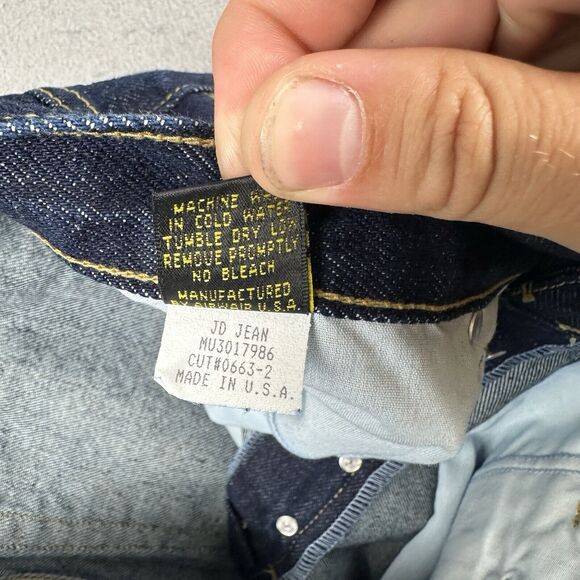 MACHINE
IN COLD WATER
TUMBLE DRY LOW
REMOVE PROMPTLY
NO BLEACH
MANUFACTURED
U.S.A.
JD JEAN
MU3017986
CUT#0663-2
MADE IN U.S.A.